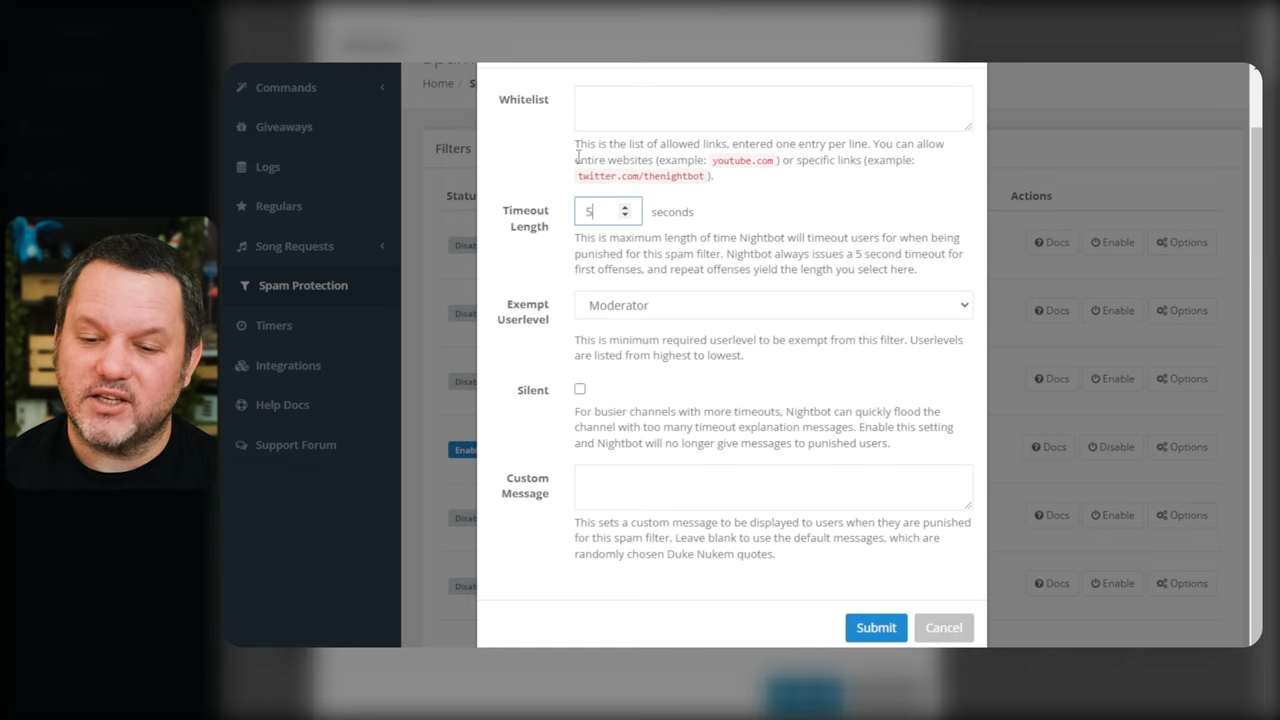 Commands
Giveaways
Logs
Regulars
Song Requests
Spam Protection
Timers
Integrations
Help Docs
Support Forum
Home /
Filters
Statu
Actions
Disab
Docs Enable Options
Disab
Docs Enable Options
Disab
Docs Enable Options
Enab
Docs Disable Options
Disab
Docs Enable Options
Disab
Docs Enable Options
Whitelist
This is the list of allowed links, entered one entry per line. You can allow
entire websites (example: youtube.com ) or specific links (example:
twitter.com/thenightbot ).
Timeout
Length
5 seconds
This is maximum length of time Nightbot will timeout users for when being
punished for this spam filter. Nightbot always issues a 5 second timeout for
first offenses, and repeat offenses yield the length you select here.
Exempt
Userlevel
Moderator
This is minimum required userlevel to be exempt from this filter. Userlevels
are listed from highest to lowest.
Silent
For busier channels with more timeouts, Nightbot can quickly flood the
channel with too many timeout explanation messages. Enable this setting
and Nightbot will no longer give messages to punished users.
Custom
Message
This sets a custom message to be displayed to users when they are punished
for this spam filter. Leave blank to use the default messages, which are
randomly chosen Duke Nukem quotes.
Submit Cancel